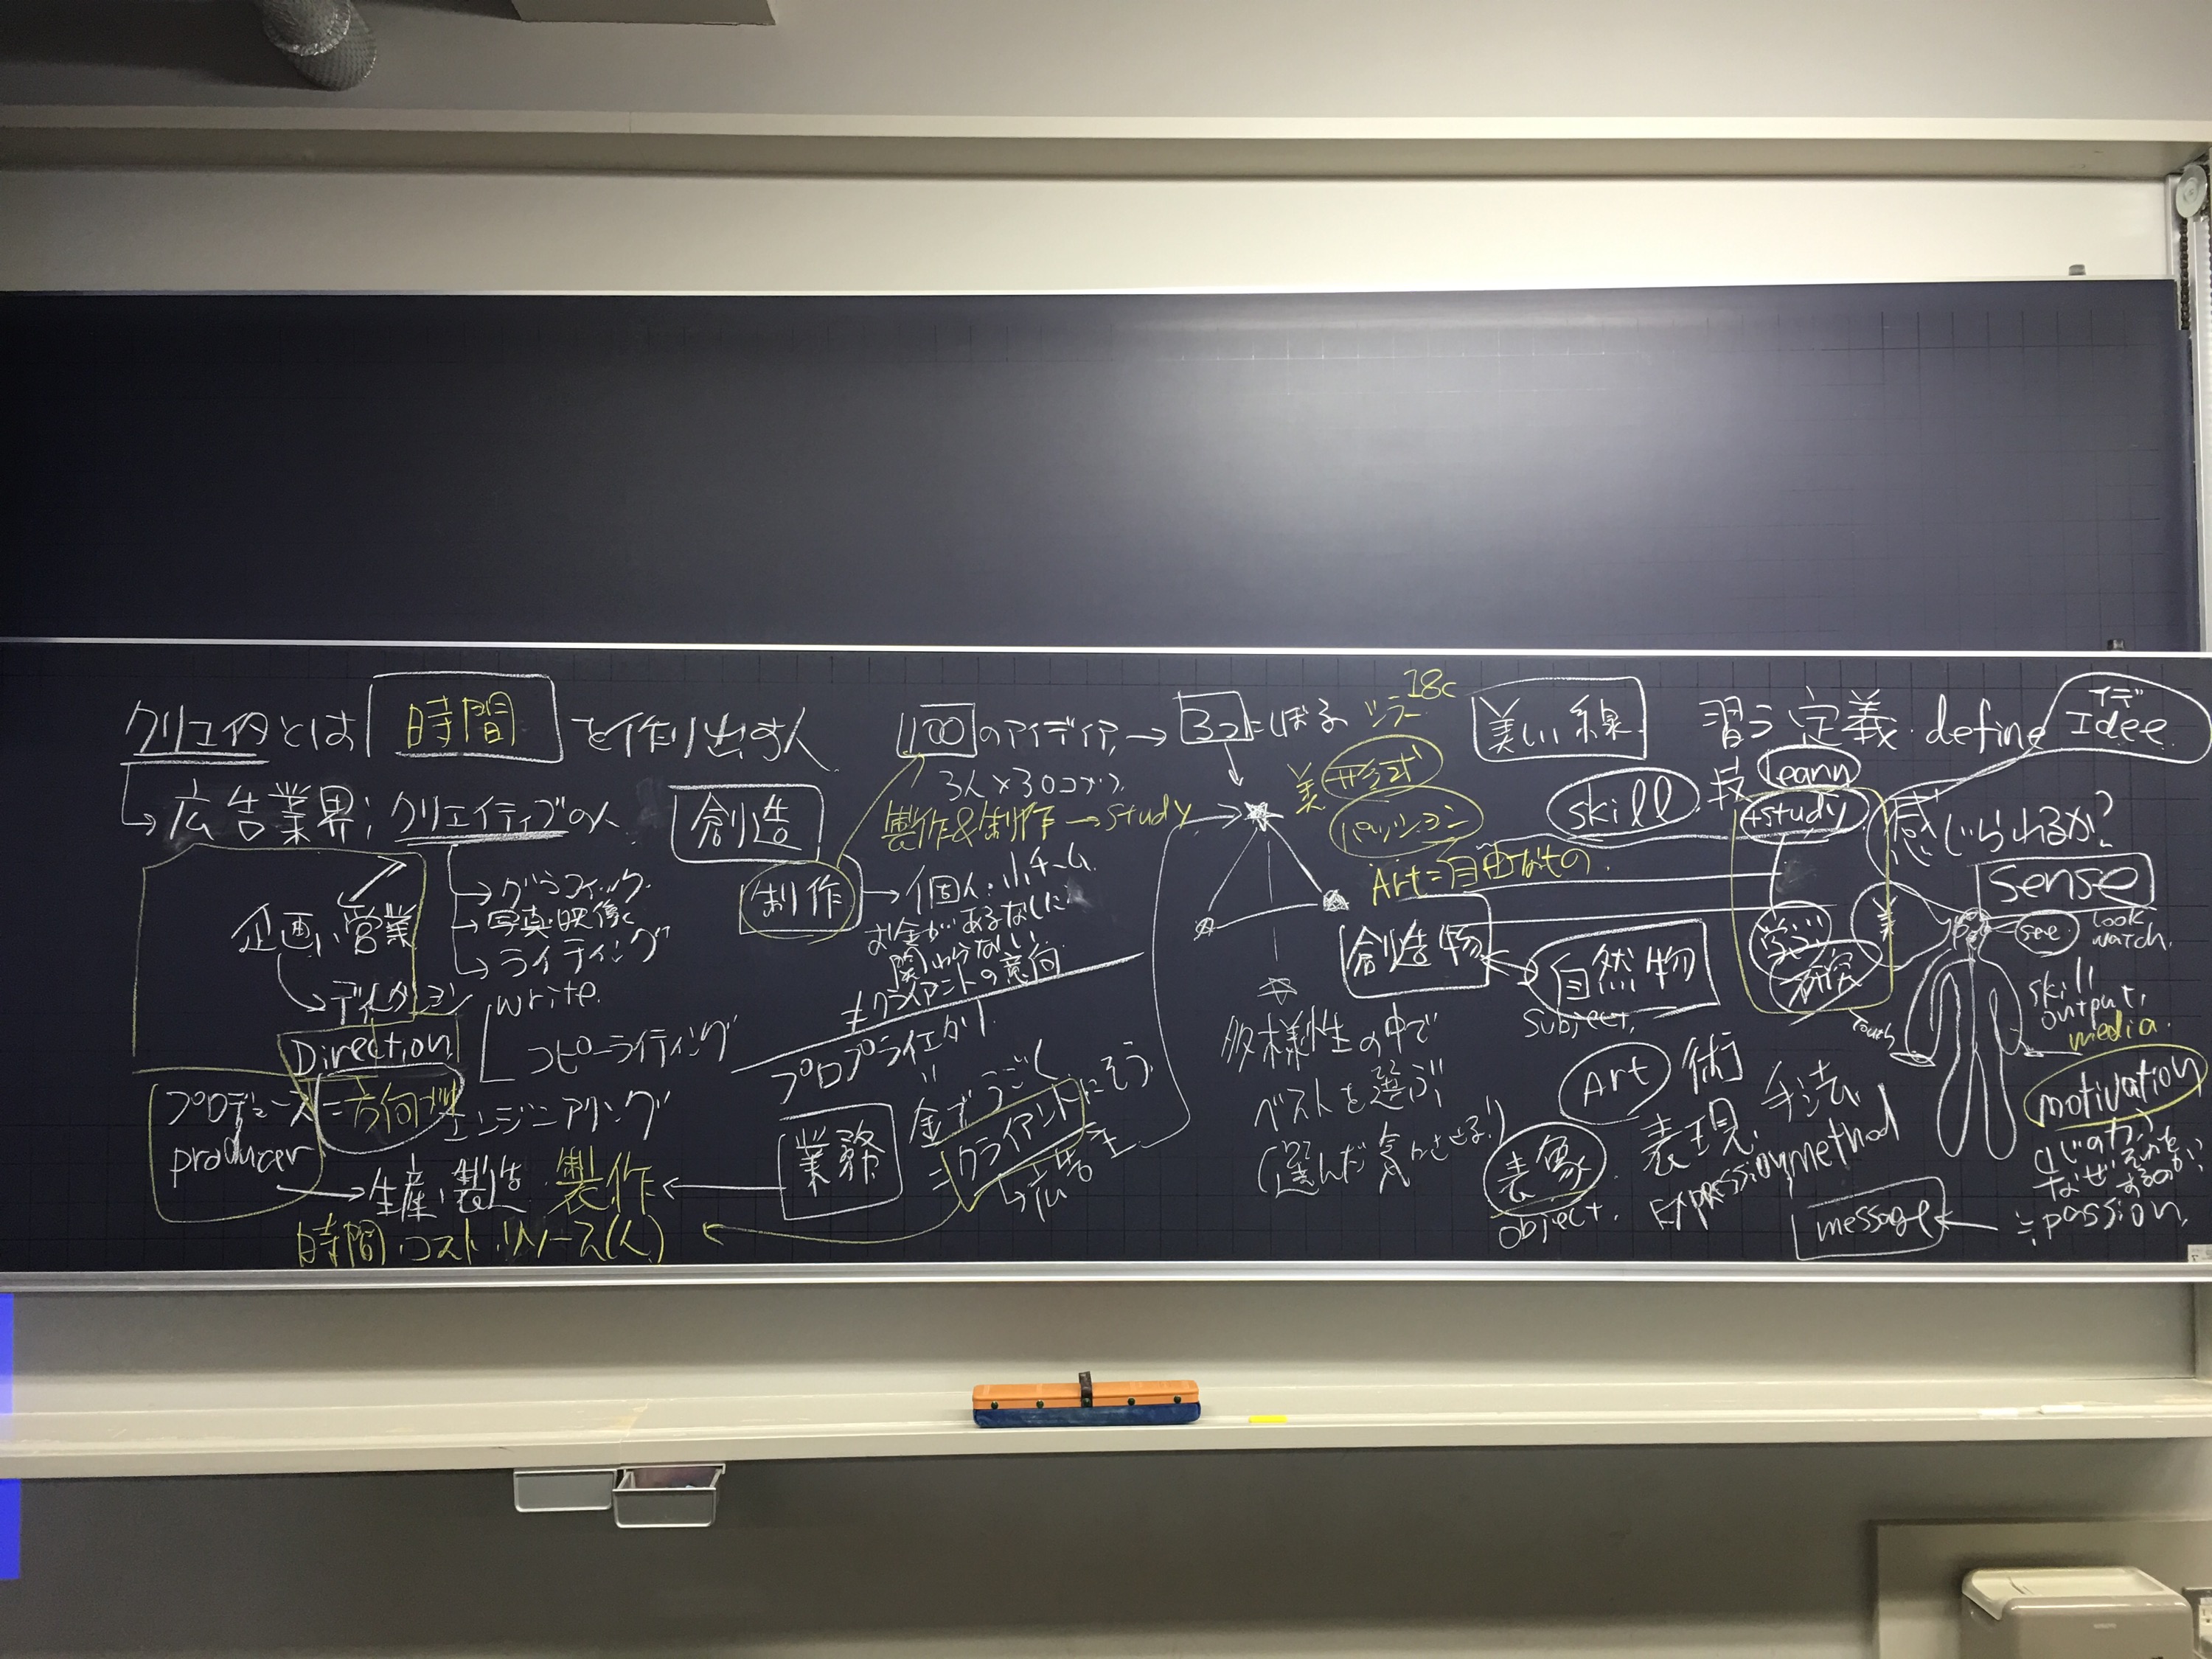 クリエイタとは 時間 を作り出す人
広告業界；クリエイティブの人
企画、営業
グラフィック
写真・映像
ライティング
write.
ディレクション
Direction
=方向づけ
コピーライティング
エンジニアリング
プロデュース
producer
生産、製造 製作
時間、コスト、リソース(人)
創造
制作
個人・小チーム
お金があるなしに
関わらない
≠クライアントの意向
プロプライエタリ
業務
金でうごく
=クライアントにそう
広告主
100のアイディア → 3つにしぼる
3人×30コずつ
製作&制作→study
多様性の中で
ベストを選ぶ
(選んだ気にさせる!)
18c
シラー
美 形式
パッション
Art=自由なもの
美しい線
創造物
自然物
subject.
習う 定義 define
イデ
Idee
skill 技 learn
+study
学ぶ
研究
美
感じられるか?
sense
see
look
watch.
Touch
skill
output
media.
motivation
なぜそれを
するのか
≒passion.
message
Art 術
表現、手法
Expression method
表象
object.